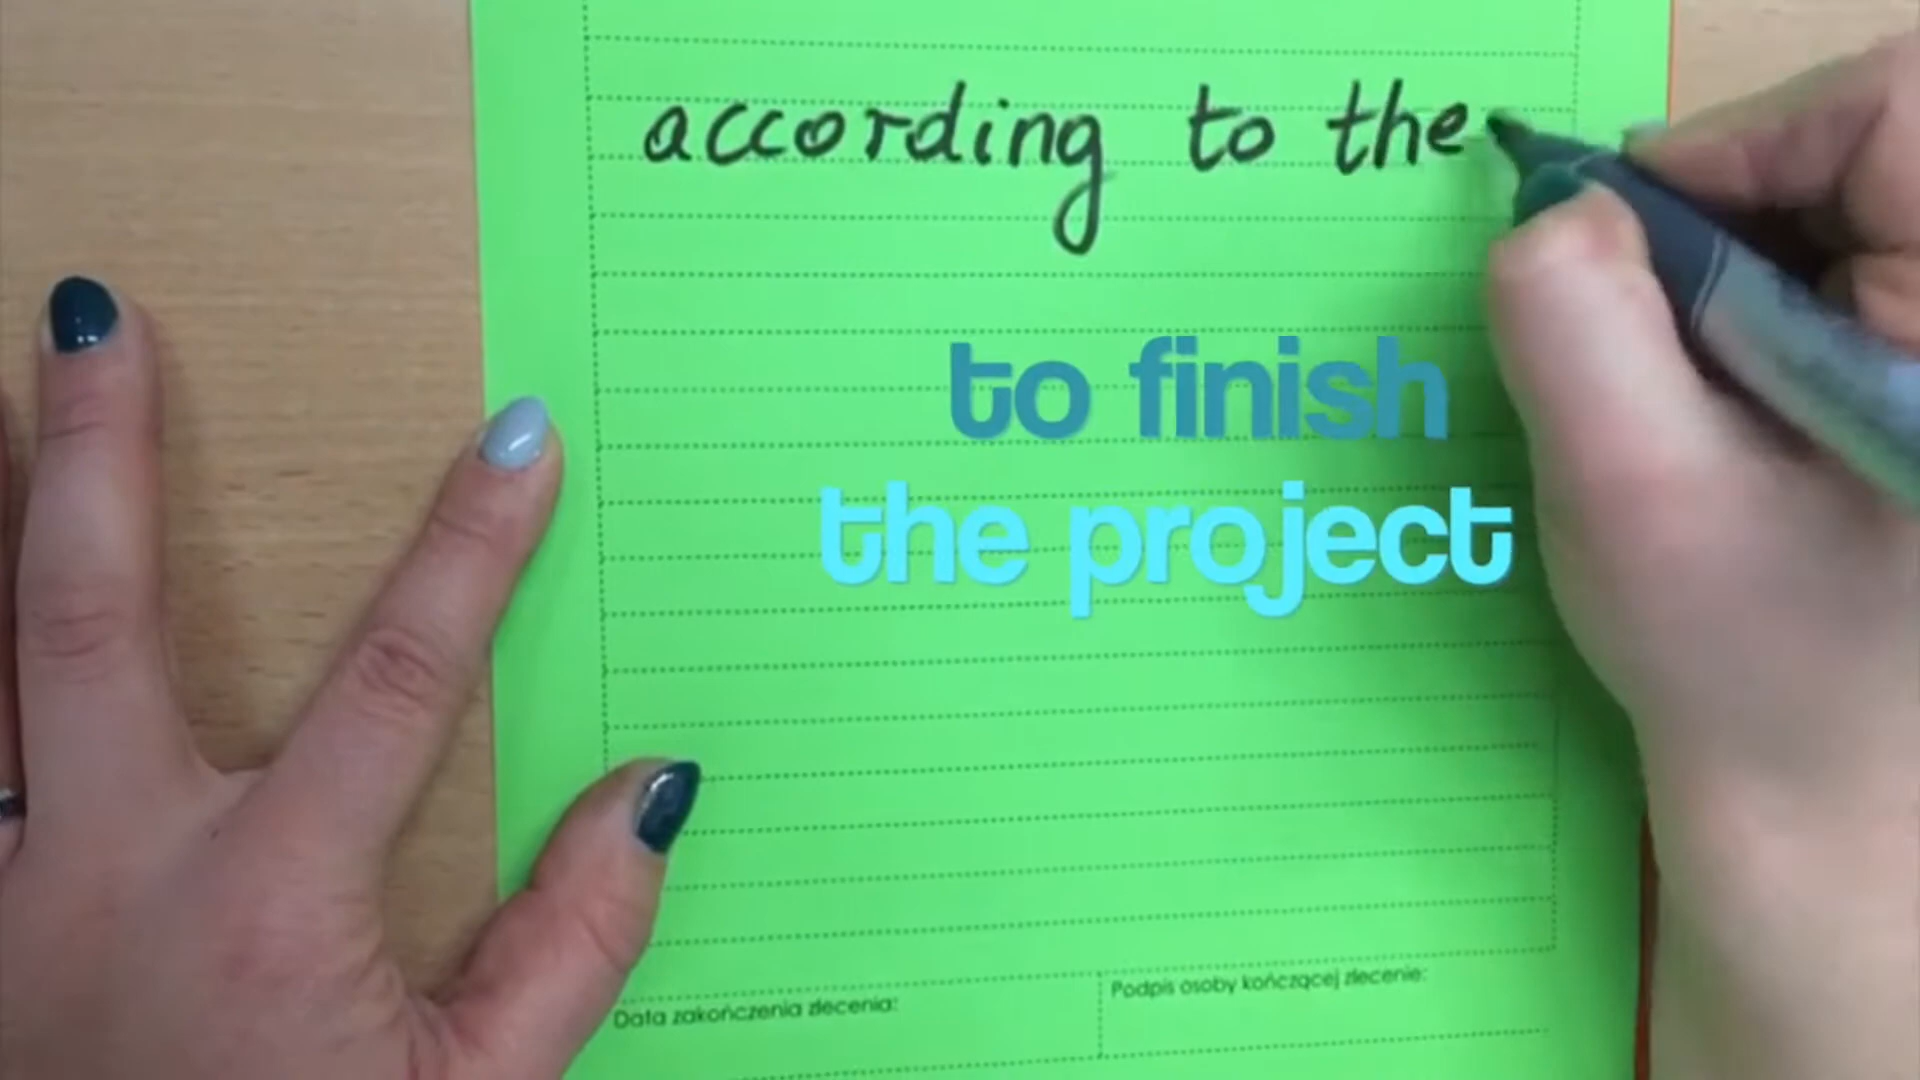 according to the
to finish
the project
Data zakończenia zlecenia:
Podpis osoby kończącej zlecenie: